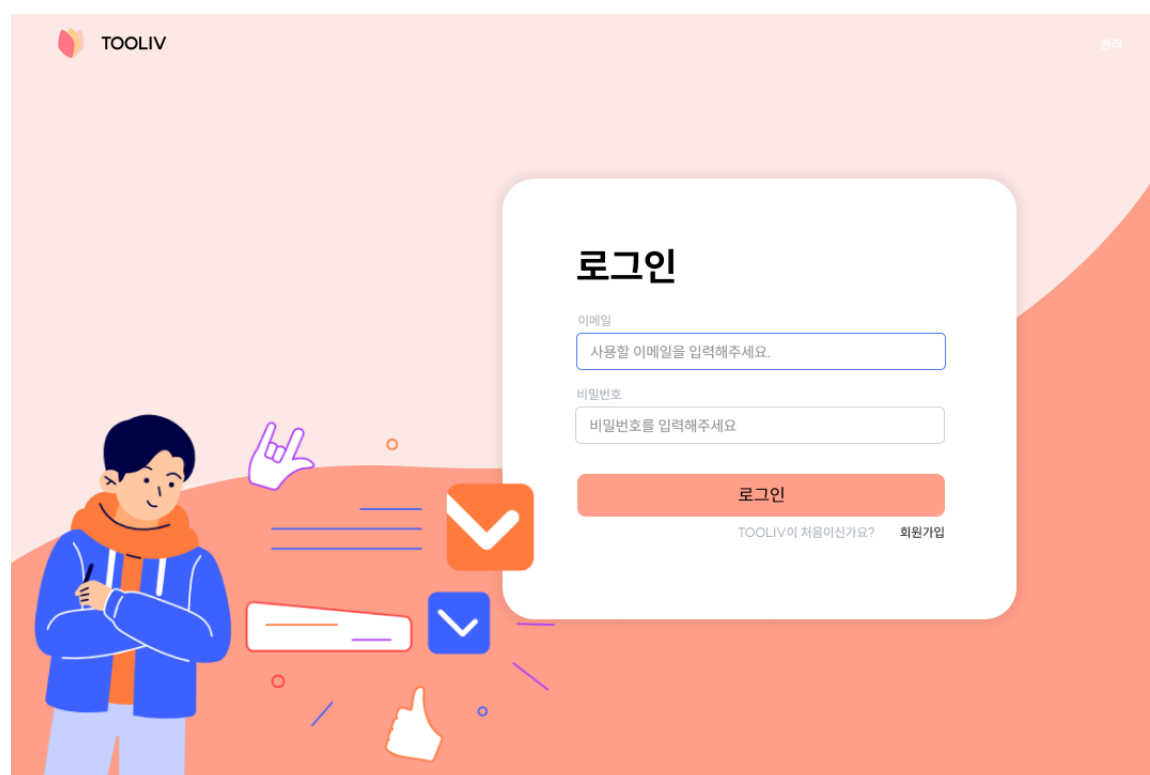 TOOLIV
관리
로그인
이메일
사용할 이메일을 입력해주세요.
비밀번호
비밀번호를 입력해주세요
로그인
TOOLIV이 처음이신가요? 회원가입